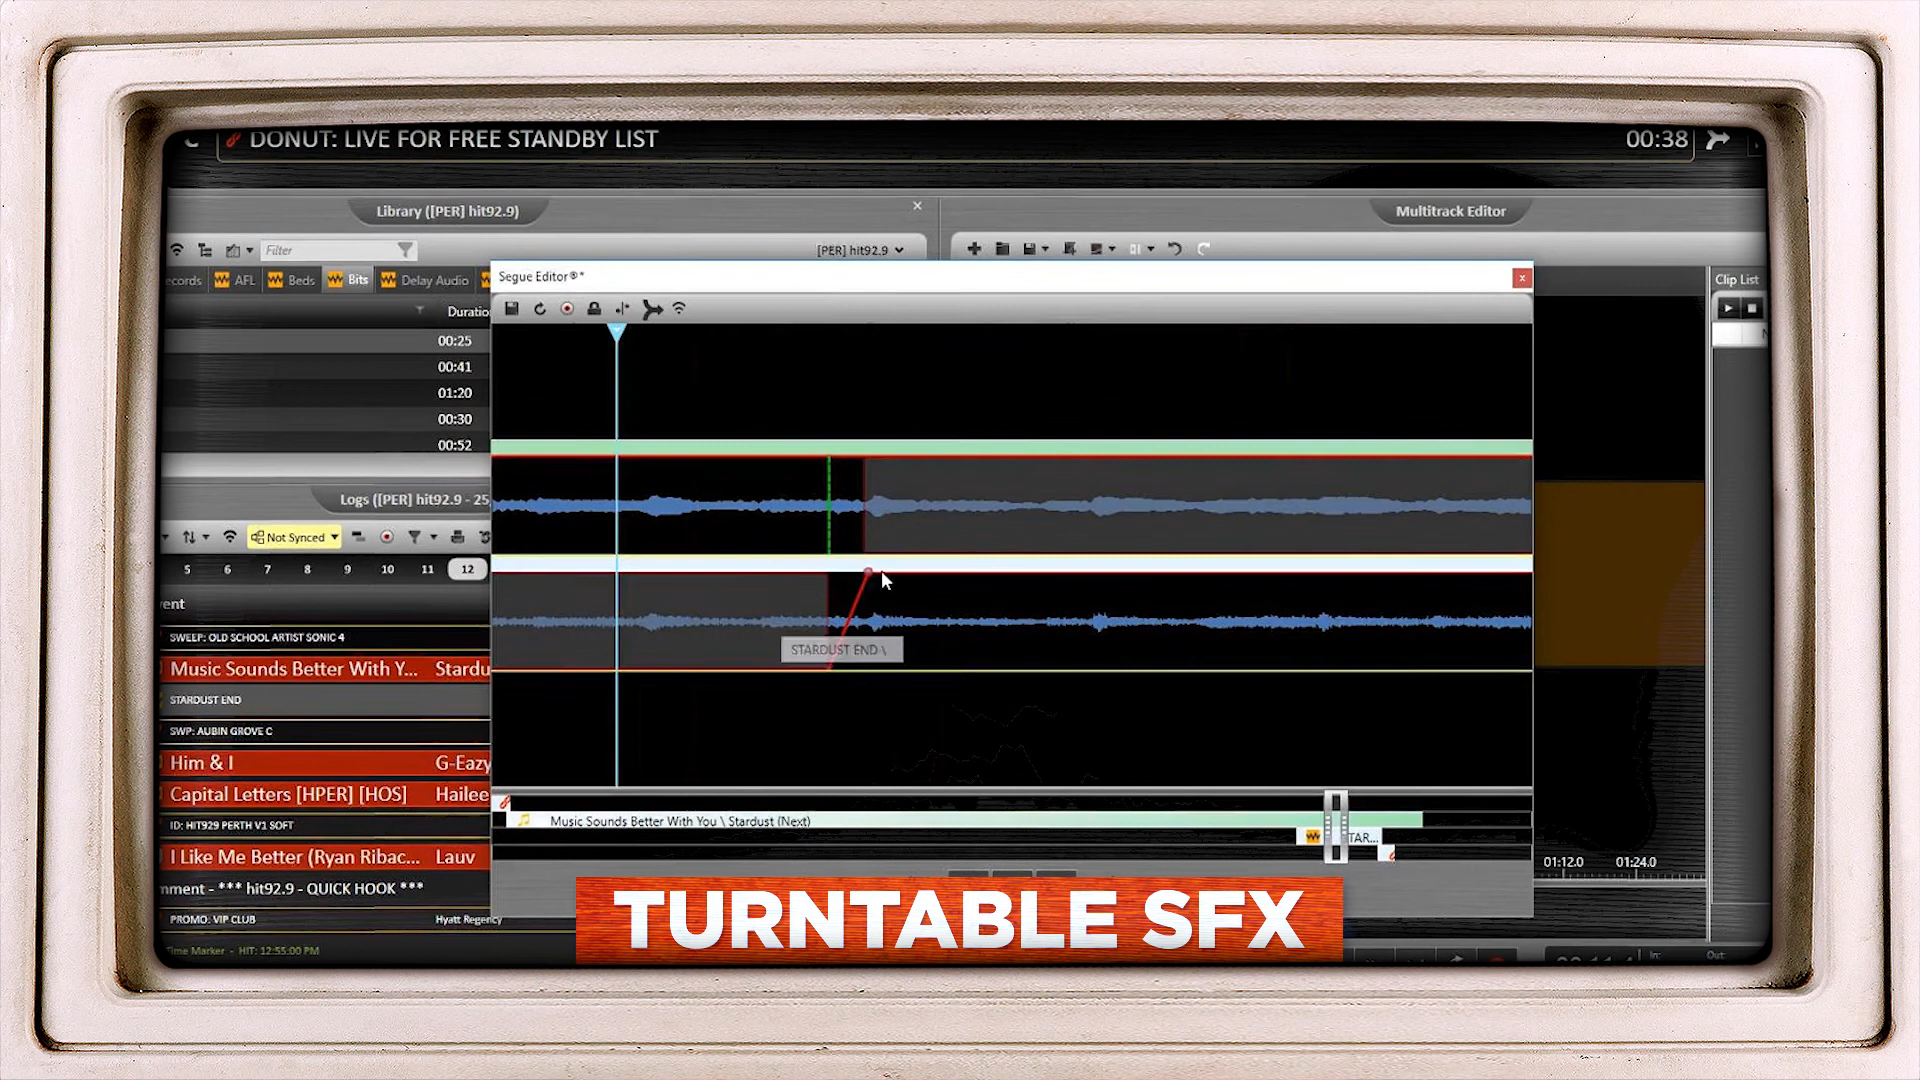 DONUT: LIVE FOR FREE STANDBY LIST
00:38
Library ([PER] hit92.9)
Multitrack Editor
Filter
[PER] hit92.9
Segue Editor®*
Clip List
AFL
Beds
Bits
Delay Audio
00:25
00:41
01:20
00:30
00:52
Logs ([PER] hit92.9 - 25
Not Synced
5 6 7 8 9 10 11 12
SWEEP: OLD SCHOOL ARTIST SONIC 4
Music Sounds Better With Y... Stardu
STARDUST END
SWP: AUBIN GROVE C
Him & I G-Eazy
Capital Letters [HPER] [HOS] Hailee
ID: HIT929 PERTH V1 SOFT
I Like Me Better (Ryan Ribac... Lauv
mment - *** hit92.9 - QUICK HOOK ***
PROMO: VIP CLUB Hyatt Regency
Time Marker - HIT: 12:55:00 PM
STARDUST END \
Music Sounds Better With You \ Stardust (Next)
TAR...
01:12.0 01:24.0
In:
Out:
TURNTABLE SFX